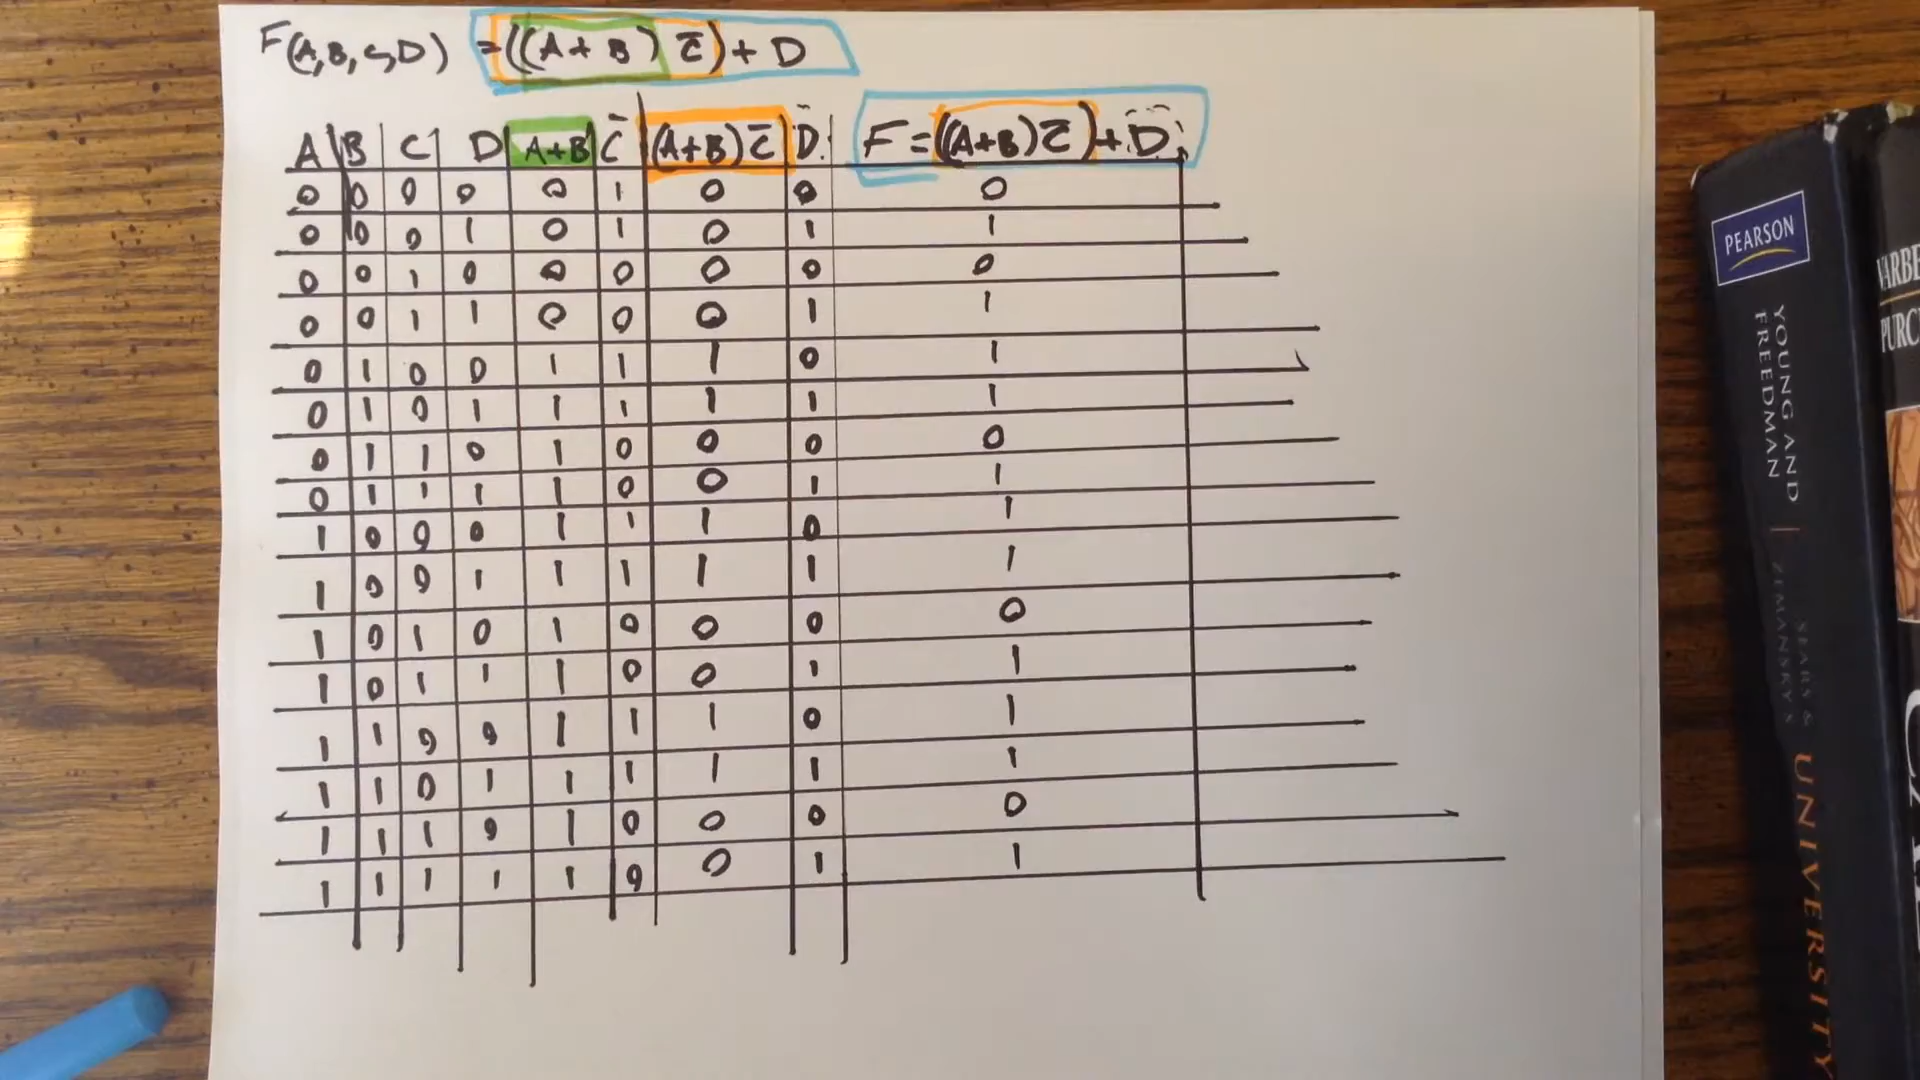 F(A,B,C,D) = ((A+B) C̅) + D
A B C D A+B C̅ (A+B)C̅ D F = ((A+B)C̅) + D
0 0 0 0 0 1 0 0 0
0 0 0 1 0 1 0 1 1
0 0 1 0 0 0 0 0 0
0 0 1 1 0 0 0 1 1
0 1 0 0 1 1 1 0 1
0 1 0 1 1 1 1 1 1
0 1 1 0 1 0 0 0 0
0 1 1 1 1 0 0 1 1
1 0 0 0 1 1 1 0 1
1 0 0 1 1 1 1 1 1
1 0 1 0 1 0 0 0 0
1 0 1 1 1 0 0 1 1
1 1 0 0 1 1 1 0 1
1 1 0 1 1 1 1 1 1
1 1 1 0 1 0 0 0 0
1 1 1 1 1 0 0 1 1
PEARSON
YOUNG AND
FREEDMAN
SEARS &
ZEMANSKY'S
UNIVERSITY
VARBE
PURC